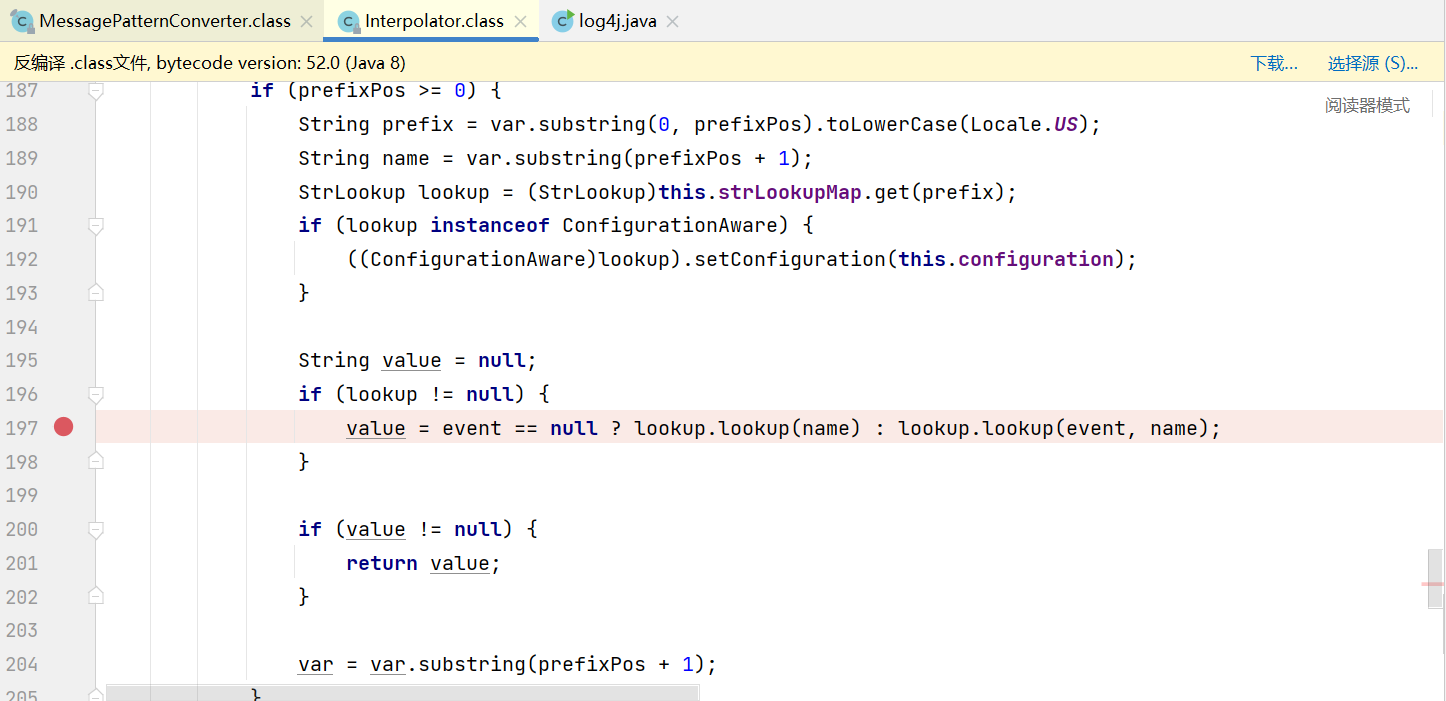 MessagePatternConverter.class Interpolator.class log4j.java
反编译 .class文件, bytecode version: 52.0 (Java 8) 下载... 选择源 (S)...
阅读器模式
187 if (prefixPos >= 0) {
188 String prefix = var.substring(0, prefixPos).toLowerCase(Locale.US);
189 String name = var.substring(prefixPos + 1);
190 StrLookup lookup = (StrLookup)this.strLookupMap.get(prefix);
191 if (lookup instanceof ConfigurationAware) {
192 ((ConfigurationAware)lookup).setConfiguration(this.configuration);
193 }
194
195 String value = null;
196 if (lookup != null) {
197 value = event == null ? lookup.lookup(name) : lookup.lookup(event, name);
198 }
199
200 if (value != null) {
201 return value;
202 }
203
204 var = var.substring(prefixPos + 1);
205 }